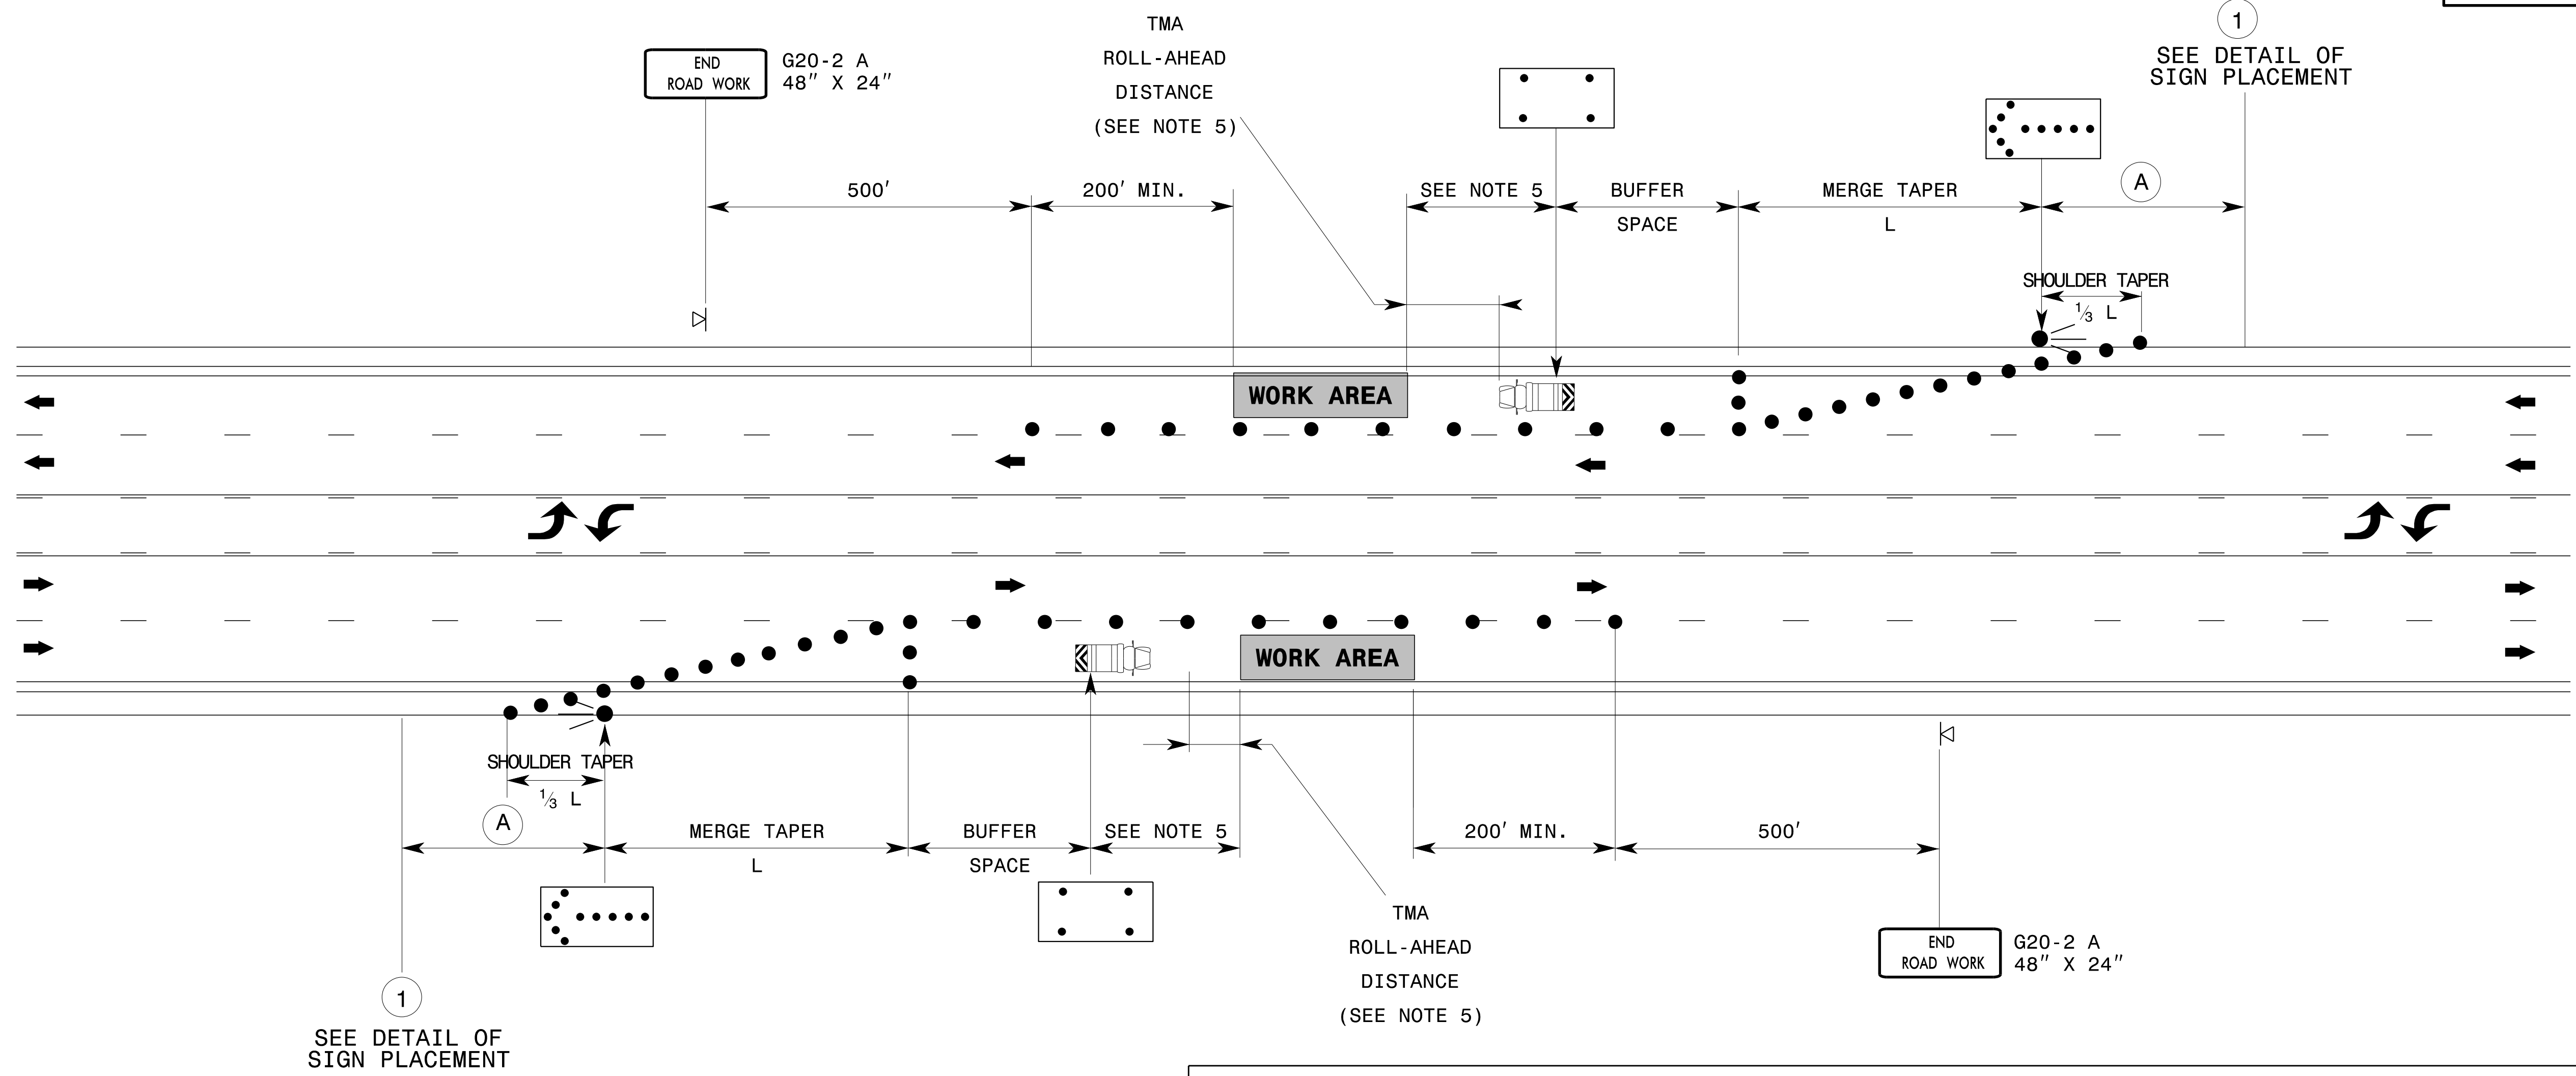 TMA
ROLL-AHEAD
DISTANCE
(SEE NOTE 5)
1
SEE DETAIL OF
SIGN PLACEMENT
END
ROAD WORK
G20-2 A
48" X 24"
500'
200' MIN.
SEE NOTE 5
BUFFER
SPACE
MERGE TAPER
L
A
SHOULDER TAPER
1/3 L
WORK AREA
WORK AREA
SHOULDER TAPER
1/3 L
A
MERGE TAPER
L
BUFFER
SPACE
SEE NOTE 5
200' MIN.
500'
TMA
ROLL-AHEAD
DISTANCE
(SEE NOTE 5)
END
ROAD WORK
G20-2 A
48" X 24"
1
SEE DETAIL OF
SIGN PLACEMENT